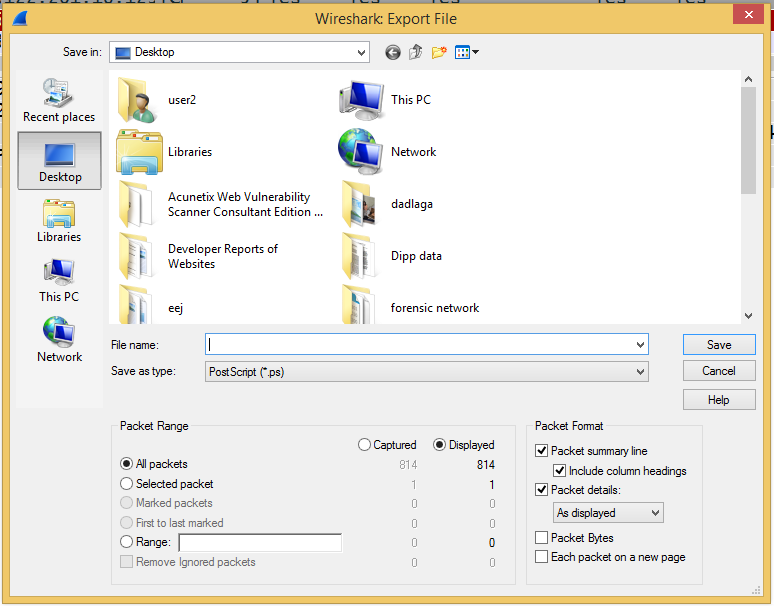 Wireshark: Export File
Save in:
Desktop
Recent places
Desktop
Libraries
This PC
Network
user2
This PC
Libraries
Network
Acunetix Web Vulnerability
Scanner Consultant Edition ...
dadlaga
Developer Reports of
Websites
Dipp data
eej
forensic network
File name:
Save
Save as type:
PostScript (*.ps)
Cancel
Help
Packet Range
Captured
Displayed
All packets 814 814
Selected packet 1 1
Marked packets 0 0
First to last marked 0 0
Range: 0 0
Remove Ignored packets 0 0
Packet Format
Packet summary line
Include column headings
Packet details:
As displayed
Packet Bytes
Each packet on a new page